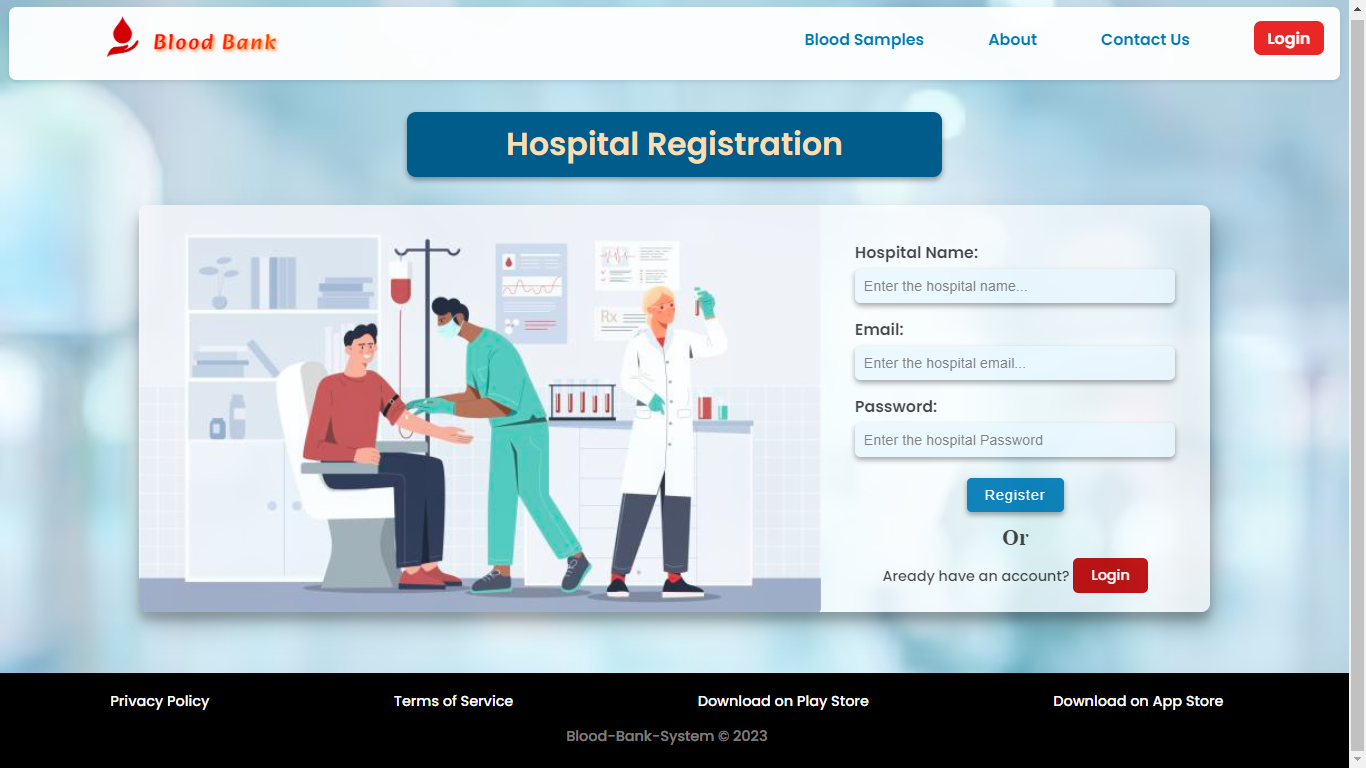 Blood Bank
Blood Samples
About
Contact Us
Login
Hospital Registration
Rx
Hospital Name:
Enter the hospital name...
Email:
Enter the hospital email...
Password:
Enter the hospital Password
Register
Or
Aready have an account? Login
Privacy Policy
Terms of Service
Download on Play Store
Download on App Store
Blood-Bank-System © 2023